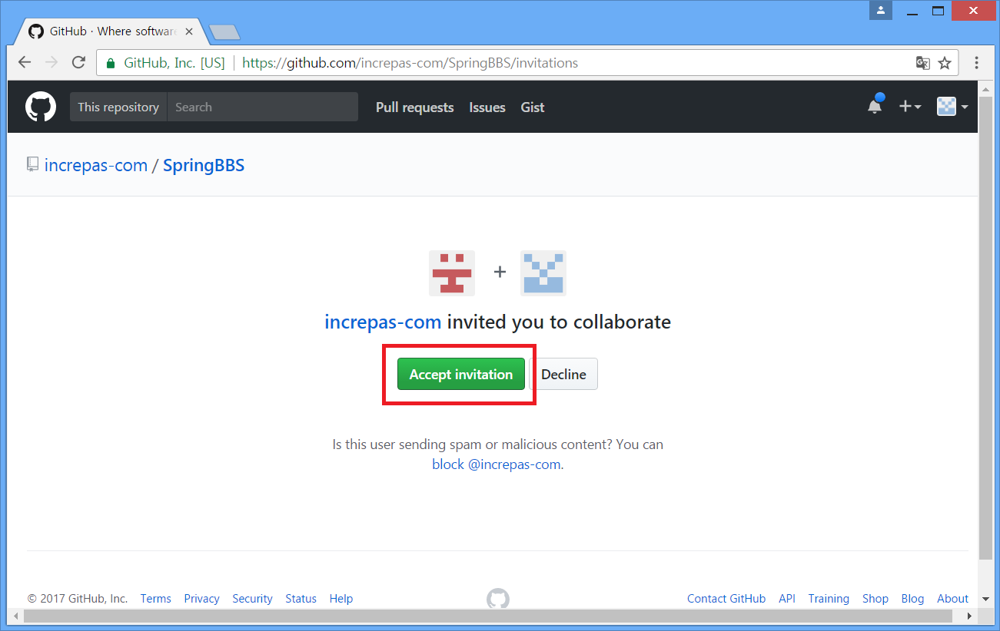 GitHub · Where software
GitHub, Inc. [US] https://github.com/increpas-com/SpringBBS/invitations
This repository Search Pull requests Issues Gist
increpas-com / SpringBBS
+
increpas-com invited you to collaborate
Accept invitation Decline
Is this user sending spam or malicious content? You can
block @increpas-com.
© 2017 GitHub, Inc. Terms Privacy Security Status Help Contact GitHub API Training Shop Blog About